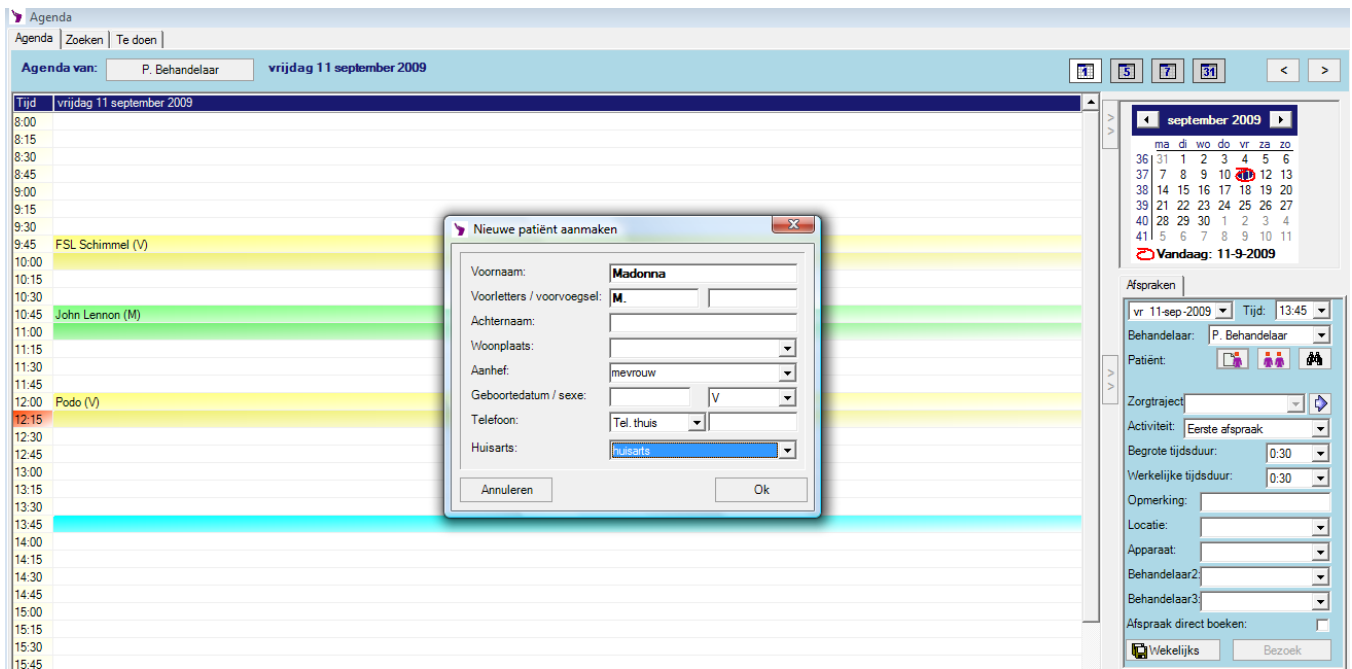 Agenda
Agenda Zoeken Te doen
Agenda van: P. Behandelaar vrijdag 11 september 2009 1 5 7 31 < >
Tijd vrijdag 11 september 2009
8:00
8:15
8:30
8:45
9:00
9:15
9:30
9:45 FSL Schimmel (V)
10:00
10:15
10:30
10:45 John Lennon (M)
11:00
11:15
11:30
11:45
12:00 Podo (V)
12:15
12:30
12:45
13:00
13:15
13:30
13:45
14:00
14:15
14:30
14:45
15:00
15:15
15:30
15:45
Nieuwe patiënt aanmaken
Voornaam: Madonna
Voorletters / voorvoegsel: M.
Achternaam:
Woonplaats:
Aanhef: mevrouw
Geboortedatum / sexe: V
Telefoon: Tel. thuis
Huisarts: huisarts
Annuleren Ok
> >
> >
september 2009
ma di wo do vr za zo
36 31 1 2 3 4 5 6
37 7 8 9 10 11 12 13
38 14 15 16 17 18 19 20
39 21 22 23 24 25 26 27
40 28 29 30 1 2 3 4
41 5 6 7 8 9 10 11
Vandaag: 11-9-2009
Afspraken
vr 11-sep-2009 Tijd: 13:45
Behandelaar: P. Behandelaar
Patiënt:
Zorgtraject
Activiteit: Eerste afspraak
Begrote tijdsduur: 0:30
Werkelijke tijdsduur: 0:30
Opmerking:
Locatie:
Apparaat:
Behandelaar2:
Behandelaar3:
Afspraak direct boeken:
Wekelijks Bezoek